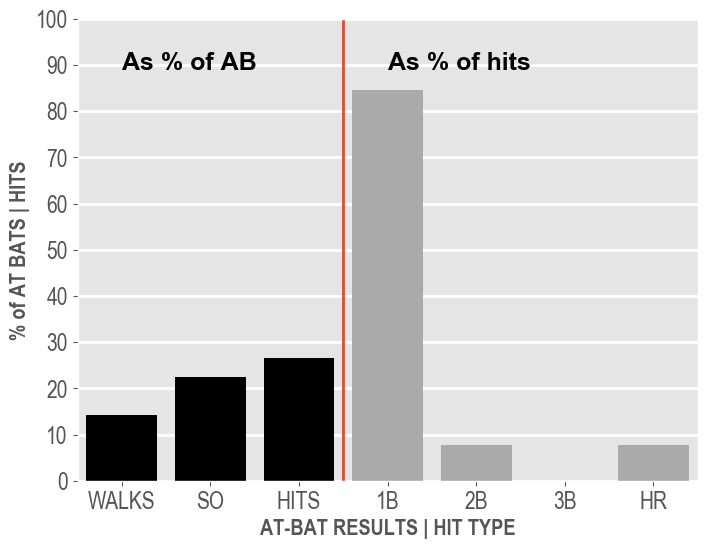 As % of AB
As % of hits
100
90
80
70
60
50
40
30
20
10
0
% of AT BATS | HITS
WALKS SO HITS 1B 2B 3B HR
AT-BAT RESULTS | HIT TYPE